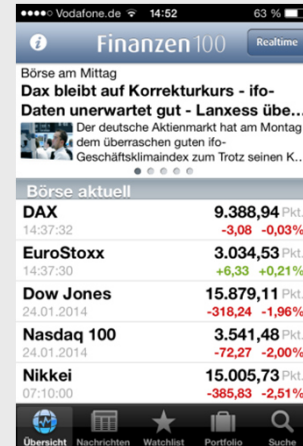 Vodafone.de 14:52 63 %
Finanzen100 Realtime
Börse am Mittag
Dax bleibt auf Korrekturkurs - ifo-
Daten unerwartet gut - Lanxess übe...
Der deutsche Aktienmarkt hat am Montag
dem überraschen guten ifo-
Geschäftsklimaindex zum Trotz seinen K...
Börse aktuell
DAX 9.388,94 Pkt.
14:37:32 -3,08 -0,03%
EuroStoxx 3.034,53 Pkt.
14:37:30 +6,33 +0,21%
Dow Jones 15.879,11 Pkt.
24.01.2014 -318,24 -1,96%
Nasdaq 100 3.541,48 Pkt.
24.01.2014 -72,27 -2,00%
Nikkei 15.005,73 Pkt.
07:10:00 -385,83 -2,51%
Übersicht Nachrichten Watchlist Portfolio Suche